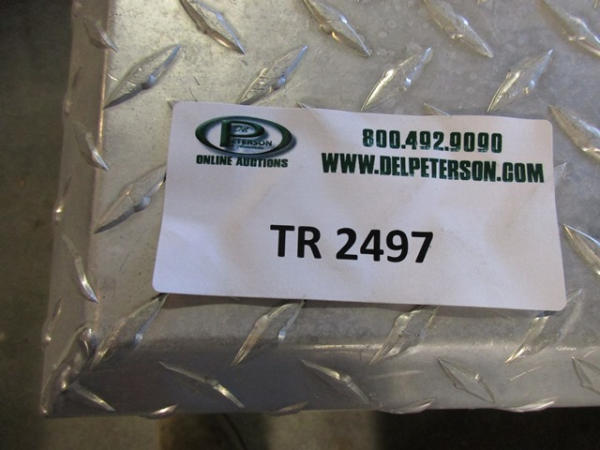 Del
PETERSON
ONLINE AUCTIONS
800.492.9090
WWW.DELPETERSON.COM
TR 2497